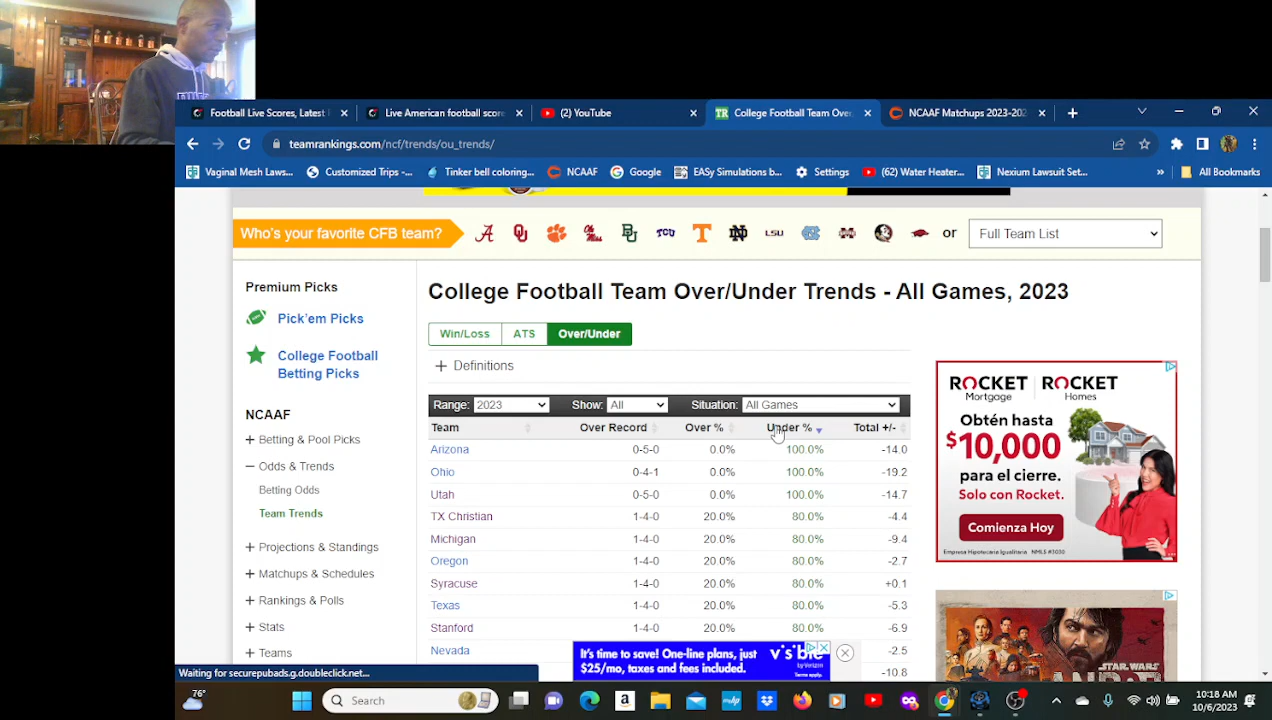 Football Live Scores, Latest
Live American football score
(2) YouTube
TR College Football Team Over/
NCAAF Matchups 2023-202
teamrankings.com/ncf/trends/ou_trends/
Vaginal Mesh Laws...
Customized Trips -...
Tinker bell coloring...
NCAAF
Google
EASy Simulations b...
Settings
(62) Water Heater...
Nexium Lawsuit Set...
»
All Bookmarks
Who's your favorite CFB team?
TCU
LSU
or
Full Team List
Premium Picks
Pick'em Picks
College Football
Betting Picks
NCAAF
+ Betting & Pool Picks
− Odds & Trends
Betting Odds
Team Trends
+ Projections & Standings
+ Matchups & Schedules
+ Rankings & Polls
+ Stats
+ Teams
College Football Team Over/Under Trends - All Games, 2023
Win/Loss ATS Over/Under
+ Definitions
Range: 2023 Show: All Situation: All Games
Team Over Record Over % Under % Total +/-
Arizona 0-5-0 0.0% 100.0% -14.0
Ohio 0-4-1 0.0% 100.0% -19.2
Utah 0-5-0 0.0% 100.0% -14.7
TX Christian 1-4-0 20.0% 80.0% -4.4
Michigan 1-4-0 20.0% 80.0% -9.4
Oregon 1-4-0 20.0% 80.0% -2.7
Syracuse 1-4-0 20.0% 80.0% +0.1
Texas 1-4-0 20.0% 80.0% -5.3
Stanford 1-4-0 20.0% 80.0% -6.9
Nevada -2.5
-10.8
ROCKET Mortgage ROCKET Homes
Obtén hasta
$10,000
para el cierre.
Solo con Rocket.
Comienza Hoy
STAR WARS
It's time to save! One-line plans, just
$25/mo, taxes and fees included.
visible
by verizon
Terms apply.
Waiting for securepubads.g.doubleclick.net...
76°
Search
10:18 AM
10/6/2023